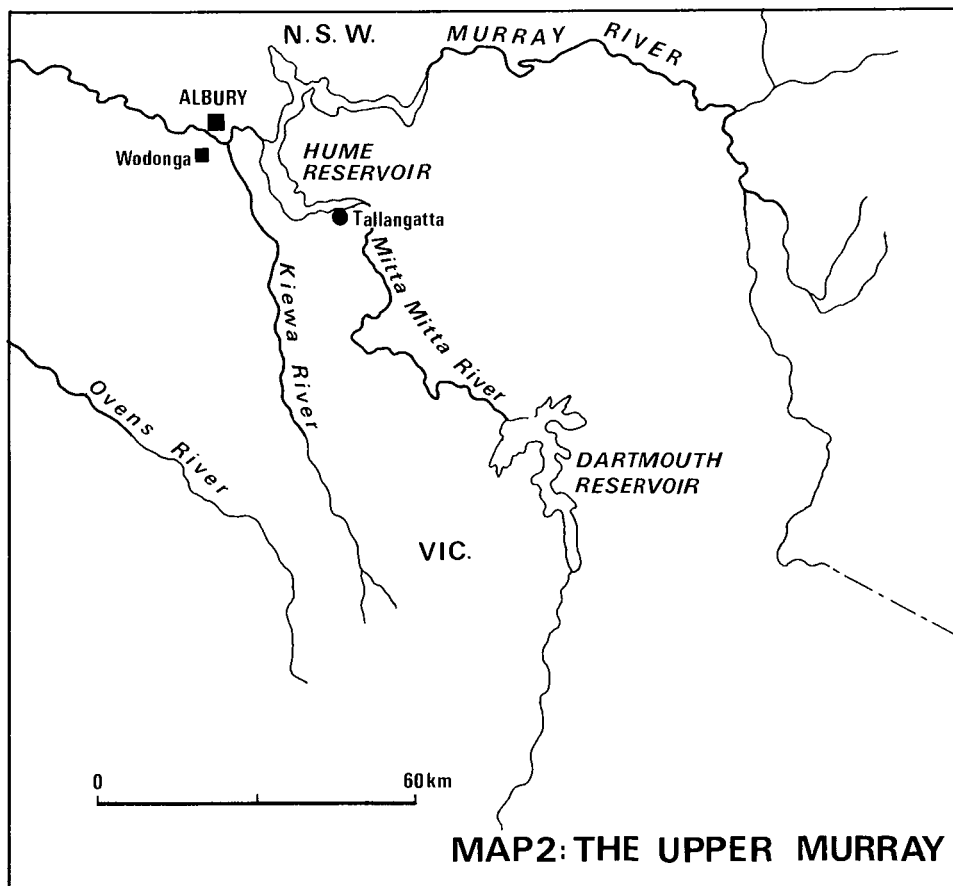 N.S.W.
MURRAY RIVER
ALBURY
Wodonga
HUME
RESERVOIR
Tallangatta
Mitta Mitta River
Kiewa River
Ovens River
DARTMOUTH
RESERVOIR
VIC.
0 60km
MAP2: THE UPPER MURRAY